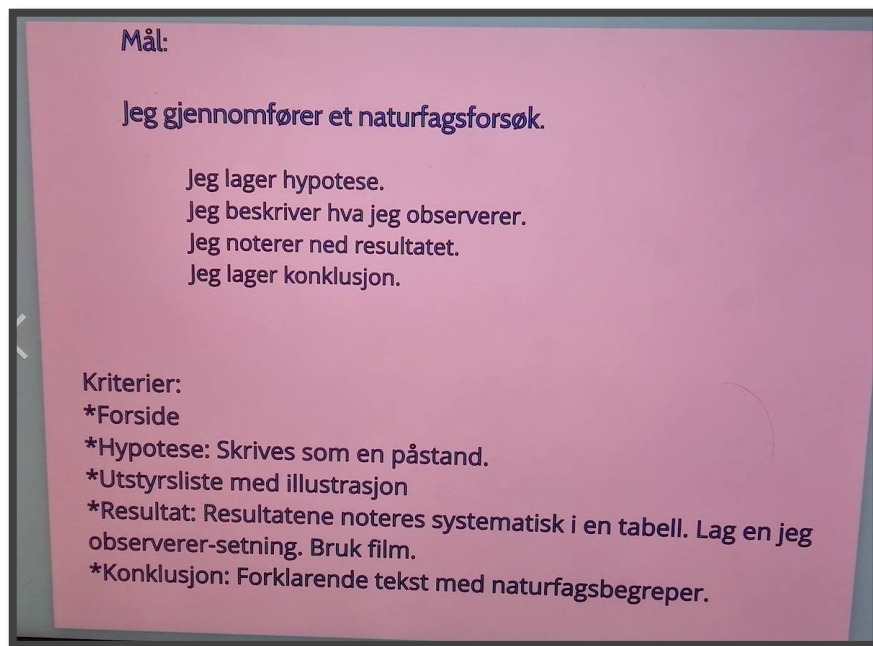 Mål:
Jeg gjennomfører et naturfagsforsøk.
Jeg lager hypotese.
Jeg beskriver hva jeg observerer.
Jeg noterer ned resultatet.
Jeg lager konklusjon.
Kriterier:
*Forside
*Hypotese: Skrives som en påstand.
*Utstyrsliste med illustrasjon
*Resultat: Resultatene noteres systematisk i en tabell. Lag en jeg
observerer-setning. Bruk film.
*Konklusjon: Forklarende tekst med naturfagsbegreper.